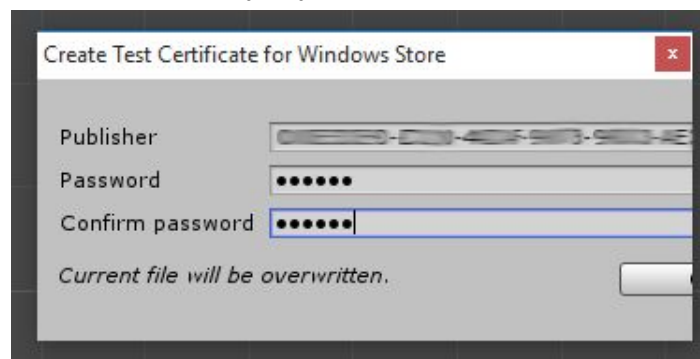 Create Test Certificate for Windows Store
x
Publisher
Password ●●●●●●
Confirm password ●●●●●●
Current file will be overwritten.